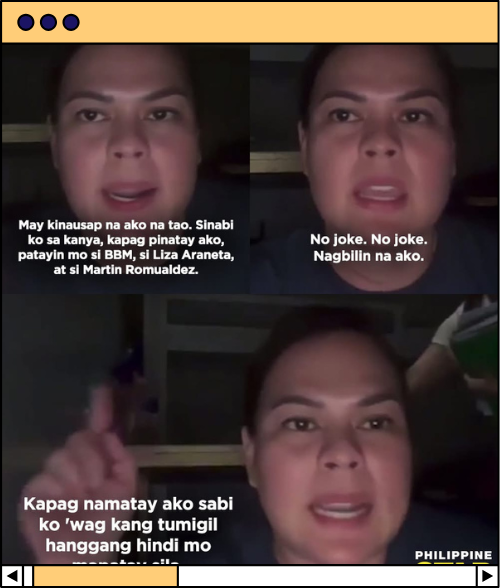 May kinausap na ako na tao. Sinabi
ko sa kanya, kapag pinatay ako,
patayin mo si BBM, si Liza Araneta,
at si Martin Romualdez.
No joke. No joke.
Nagbilin na ako.
Kapag namatay ako sabi
ko 'wag kang tumigil
hanggang hindi mo
PHILIPPINE